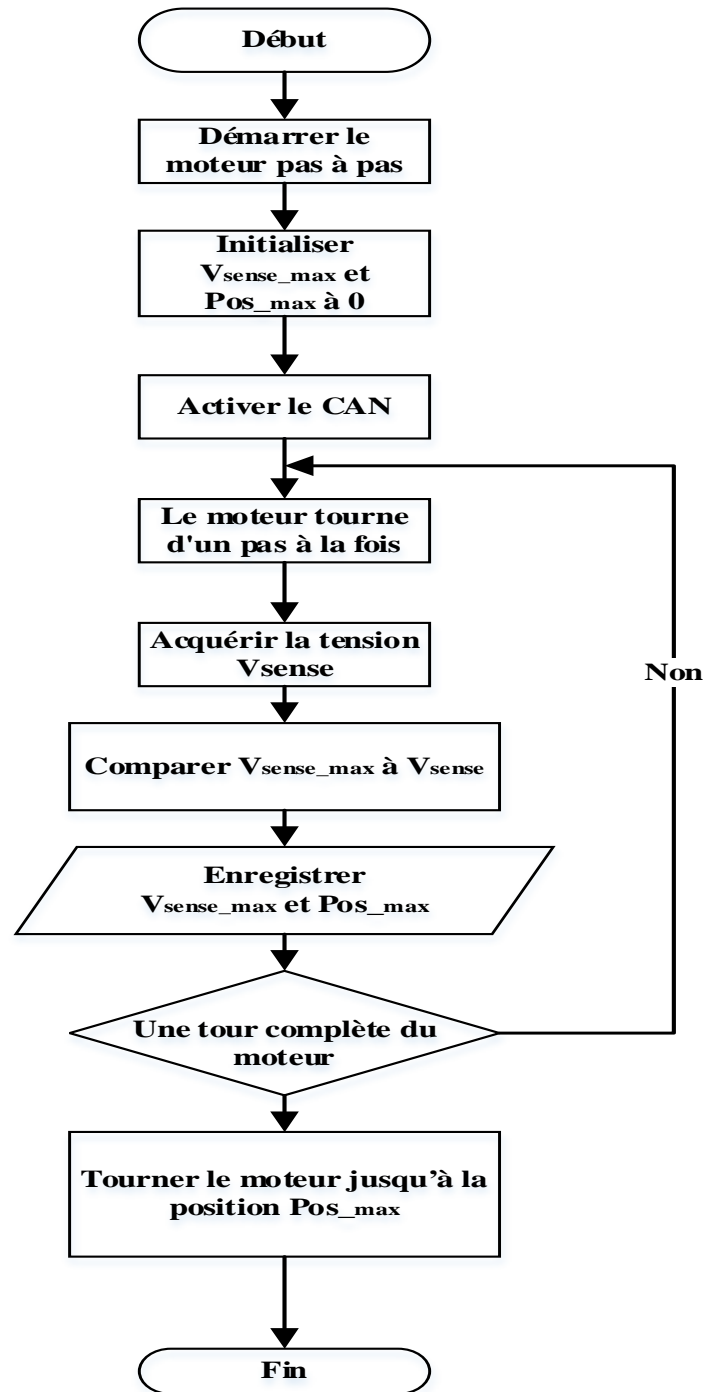 Début
Démarrer le
moteur pas à pas
Initialiser
Vsense_max et
Pos_max à 0
Activer le CAN
Le moteur tourne
d'un pas à la fois
Acquérir la tension
Vsense
Non
Comparer Vsense_max à Vsense
Enregistrer
Vsense_max et Pos_max
Une tour complète du
moteur
Tourner le moteur jusqu’à la
position Pos_max
Fin